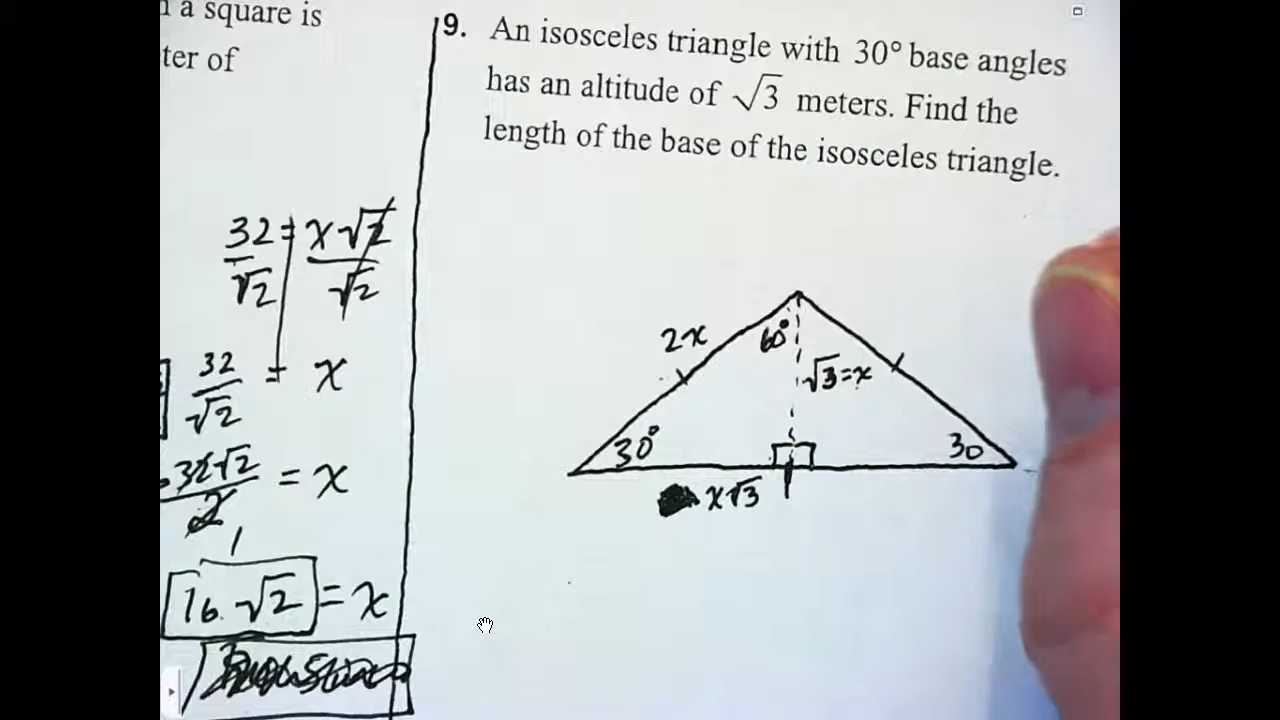 a square is
ter of
32 = x√2
√2 √2
32 = x
√2
32√2 = x
2
1
16√2 = x
9. An isosceles triangle with 30° base angles
has an altitude of √3 meters. Find the
length of the base of the isosceles triangle.
2x
60°
√3=x
30°
30
x√3